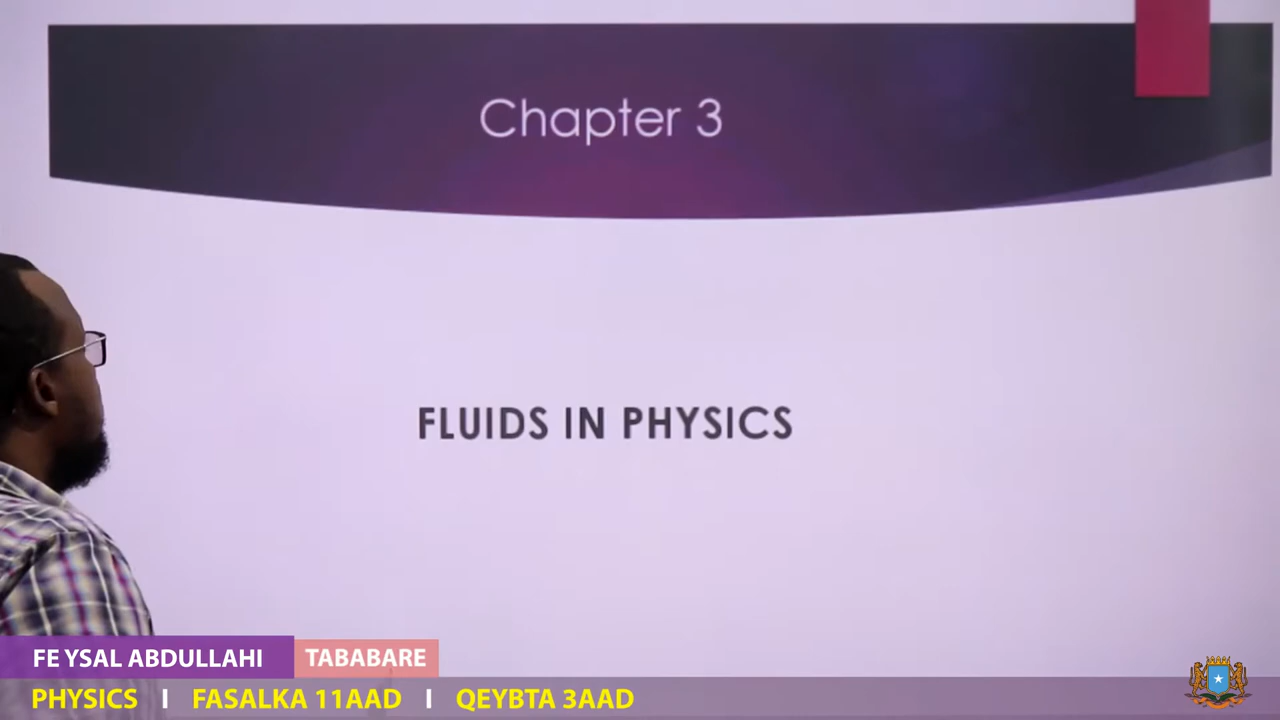 Chapter 3
FLUIDS IN PHYSICS
FE YSAL ABDULLAHI TABABARE
PHYSICS I FASALKA 11AAD I QEYBTA 3AAD